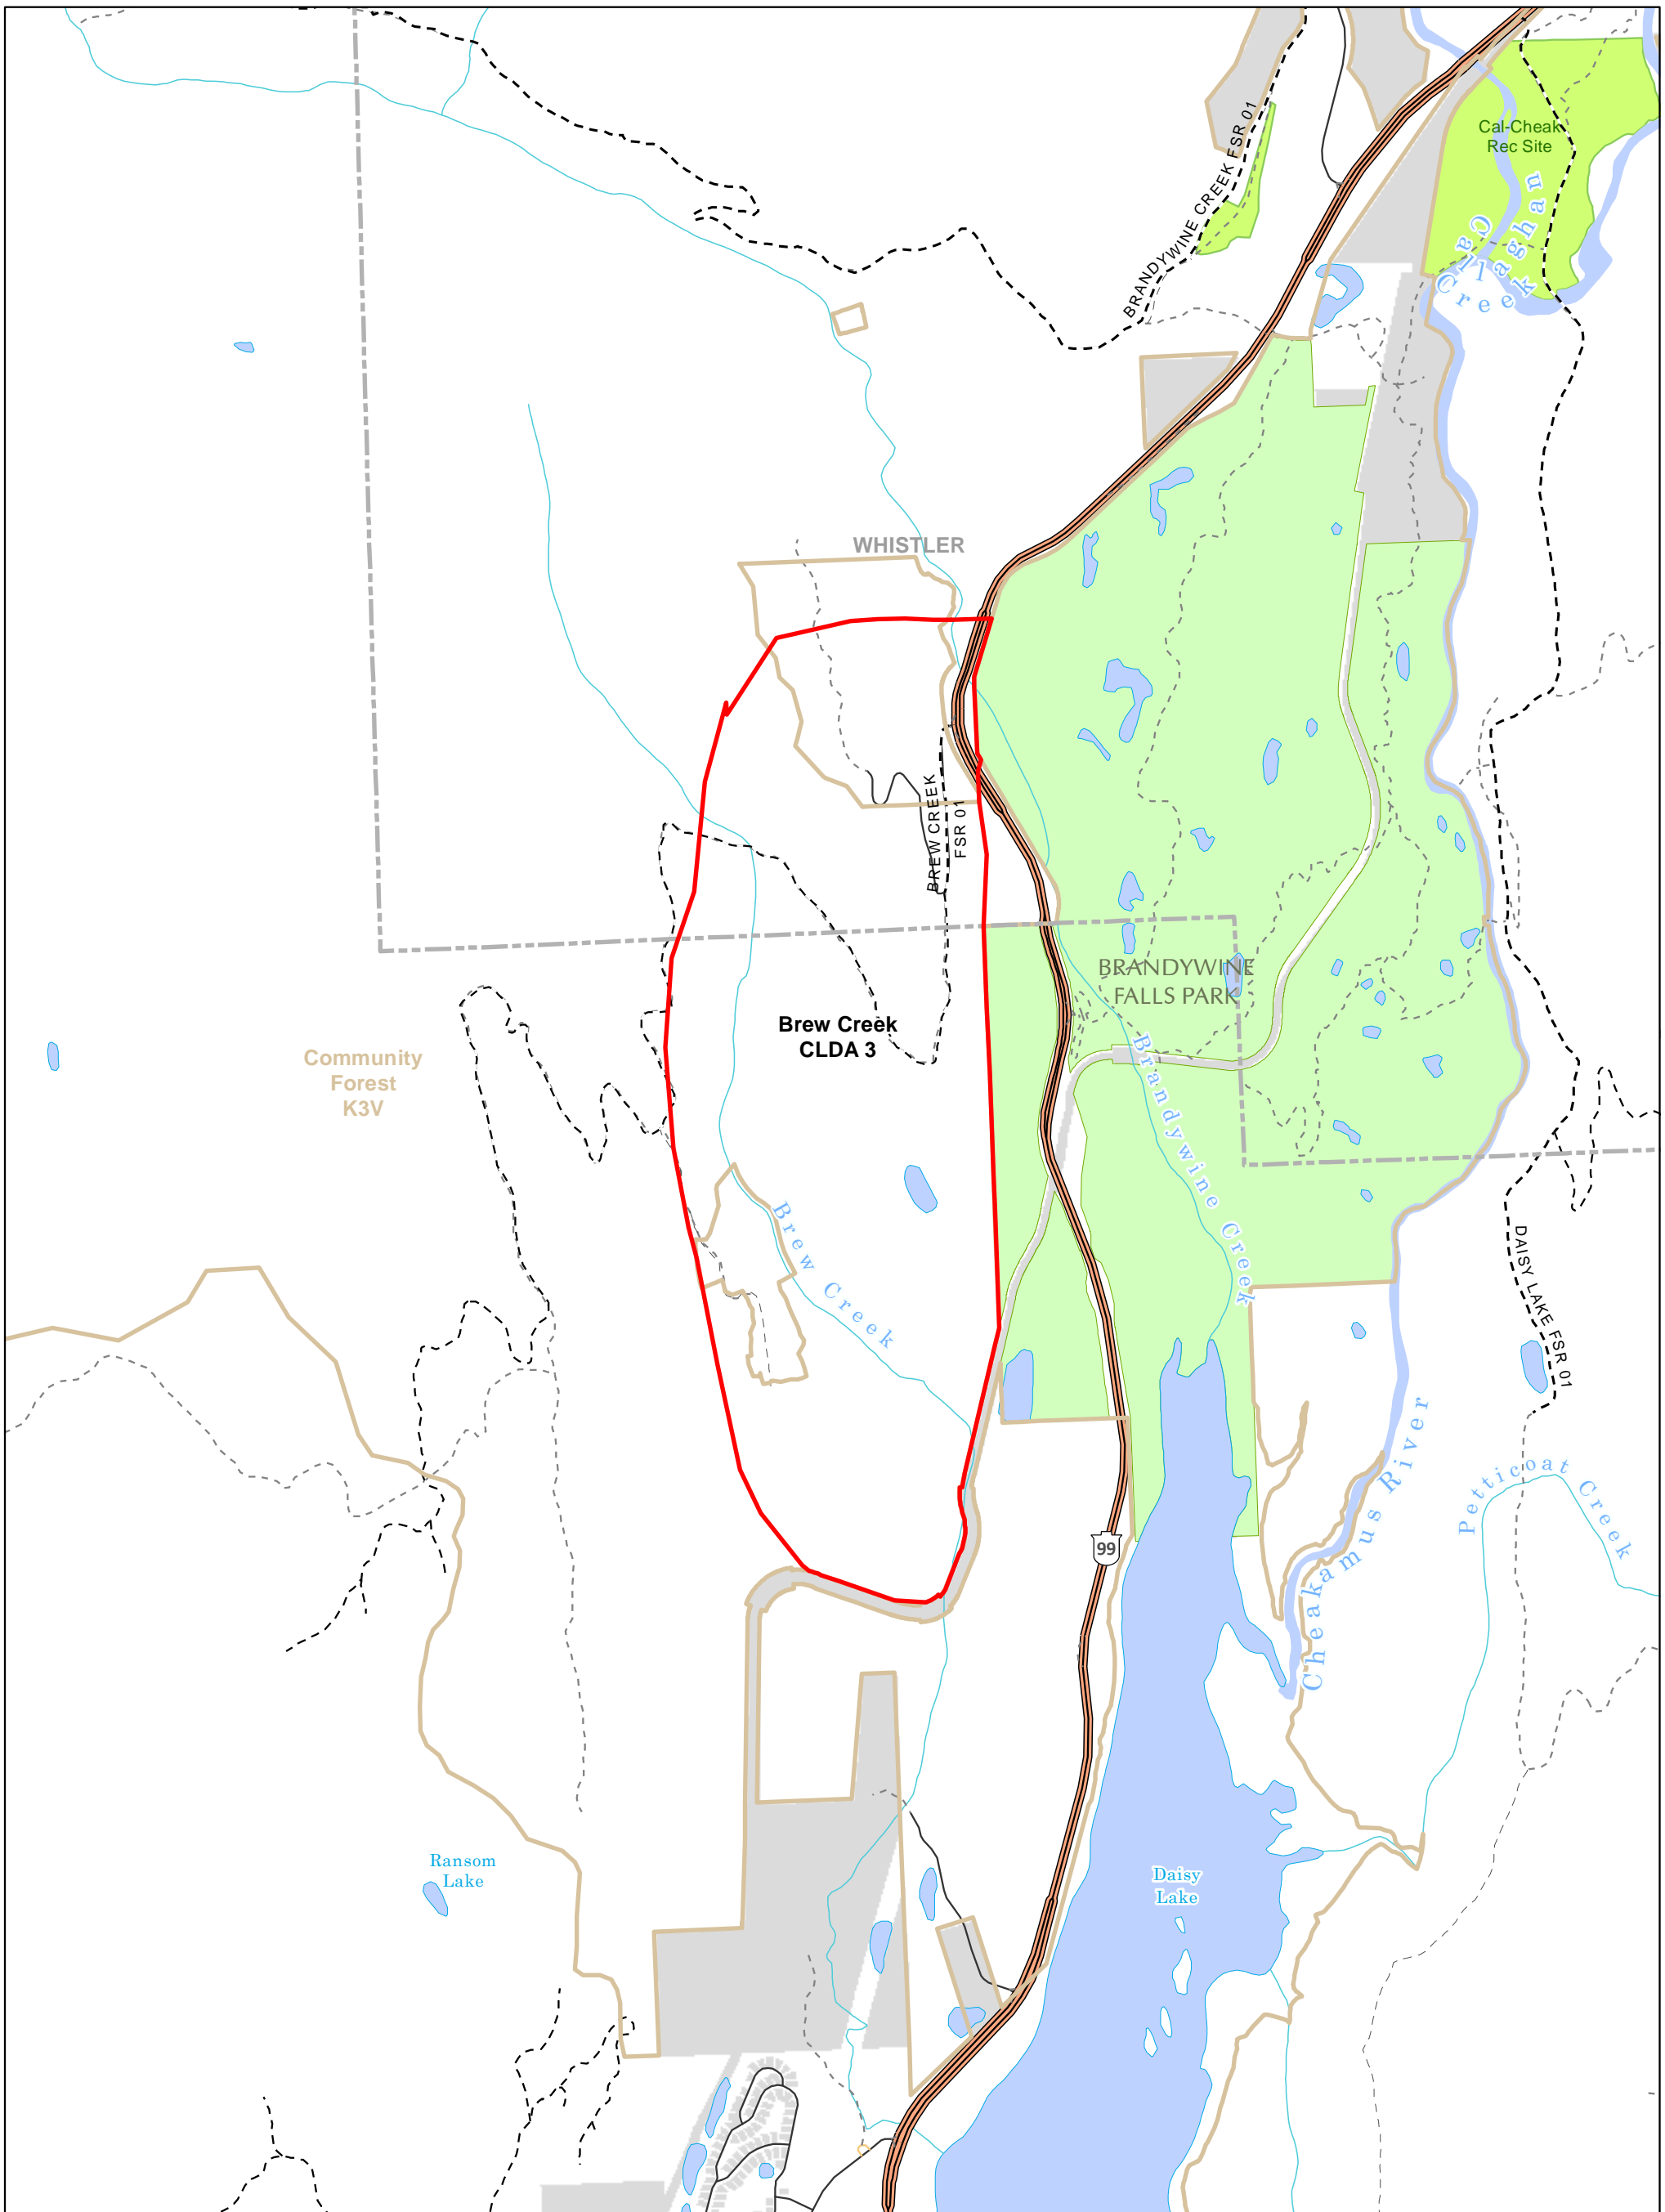 Cal-Cheak
Rec Site
BRANDYWINE CREEK FSR 01
Callaghan
Creek
WHISTLER
BREW CREEK
FSR 01
BRANDYWINE
FALLS PARK
Brew Creek
CLDA 3
Community
Forest
K3V
Brandywine Creek
Brew Creek
DAISY LAKE FSR 01
Cheakamus River
Petticoat Creek
99
Ransom
Lake
Daisy
Lake